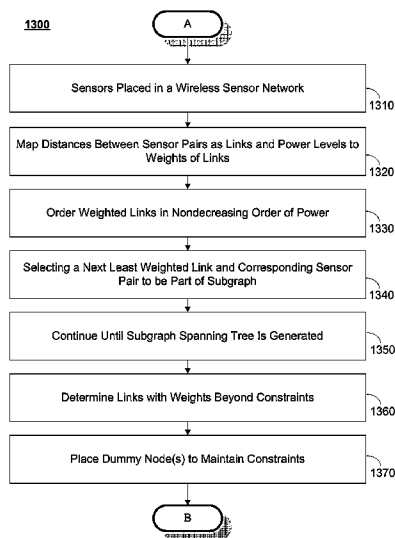 1300
A
Sensors Placed in a Wireless Sensor Network
1310
Map Distances Between Sensor Pairs as Links and Power Levels to
Weights of Links
1320
Order Weighted Links in Nondecreasing Order of Power
1330
Selecting a Next Least Weighted Link and Corresponding Sensor
Pair to be Part of Subgraph
1340
Continue Until Subgraph Spanning Tree Is Generated
1350
Determine Links with Weights Beyond Constraints
1360
Place Dummy Node(s) to Maintain Constraints
1370
B